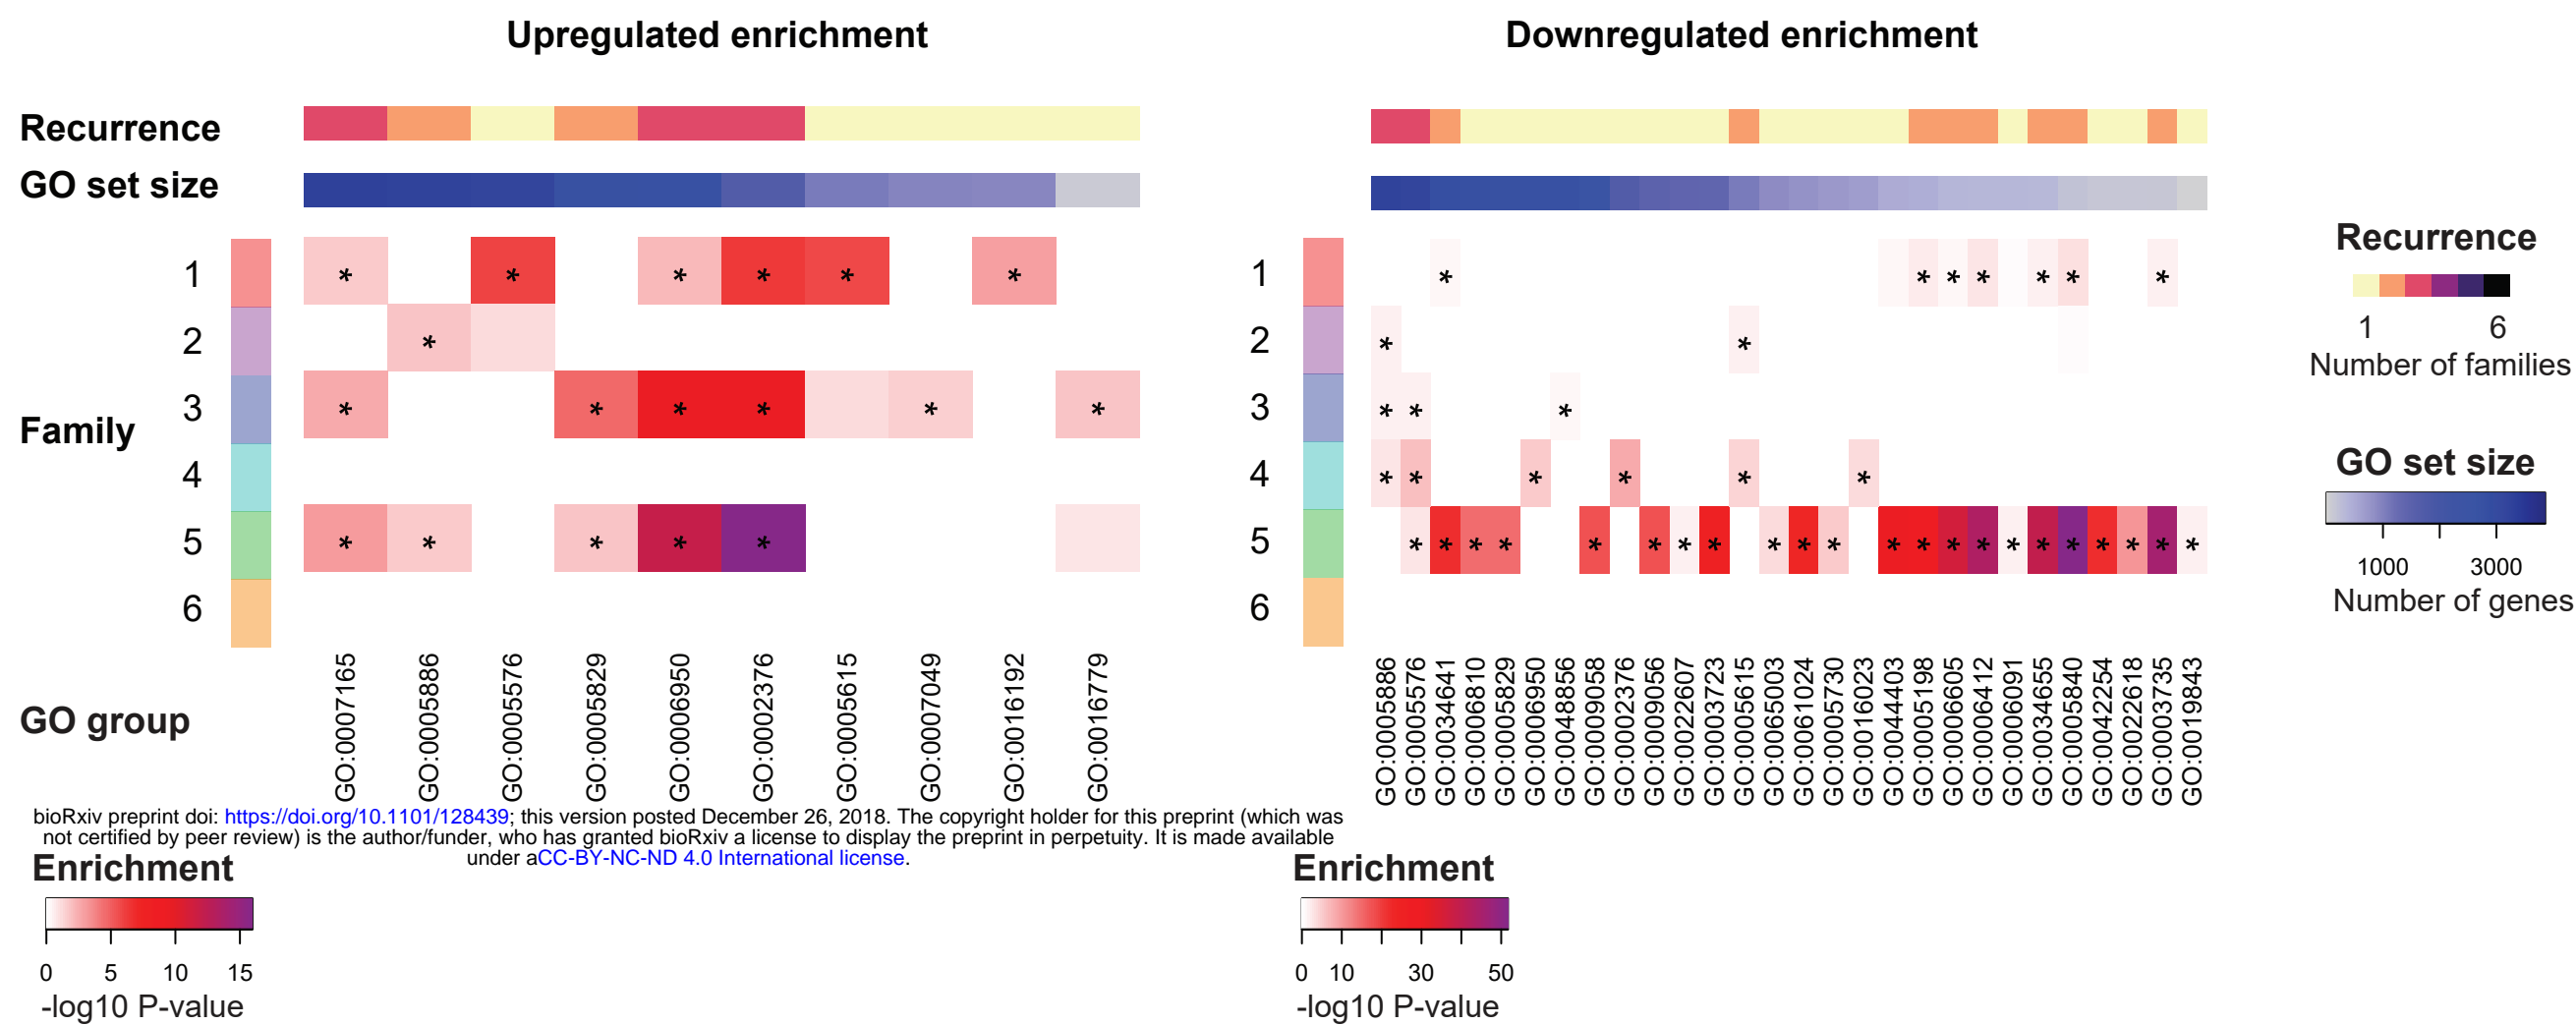 Upregulated enrichment
Downregulated enrichment
Recurrence
GO set size
Family
1
2
3
4
5
6
* * * * * *
*
* * * * * *
* * * * *
GO group
GO:0007165
GO:0005886
GO:0005576
GO:0005829
GO:0006950
GO:0002376
GO:0005615
GO:0007049
GO:0016192
GO:0016779
1
2
3
4
5
6
* * * * * * *
* *
* * *
* * * * * *
* * * * * * * * * * * * * * * * * * * * *
GO:0005886
GO:0005576
GO:0034641
GO:0006810
GO:0005829
GO:0006950
GO:0048856
GO:0009058
GO:0002376
GO:0009056
GO:0022607
GO:0003723
GO:0005615
GO:0065003
GO:0061024
GO:0005730
GO:0016023
GO:0044403
GO:0005198
GO:0006605
GO:0006412
GO:0006091
GO:0034655
GO:0005840
GO:0042254
GO:0022618
GO:0003735
GO:0019843
Recurrence
1 6
Number of families
GO set size
1000 3000
Number of genes
bioRxiv preprint doi: https://doi.org/10.1101/128439; this version posted December 26, 2018. The copyright holder for this preprint (which was
not certified by peer review) is the author/funder, who has granted bioRxiv a license to display the preprint in perpetuity. It is made available
under aCC-BY-NC-ND 4.0 International license.
Enrichment
0 5 10 15
-log10 P-value
Enrichment
0 10 30 50
-log10 P-value